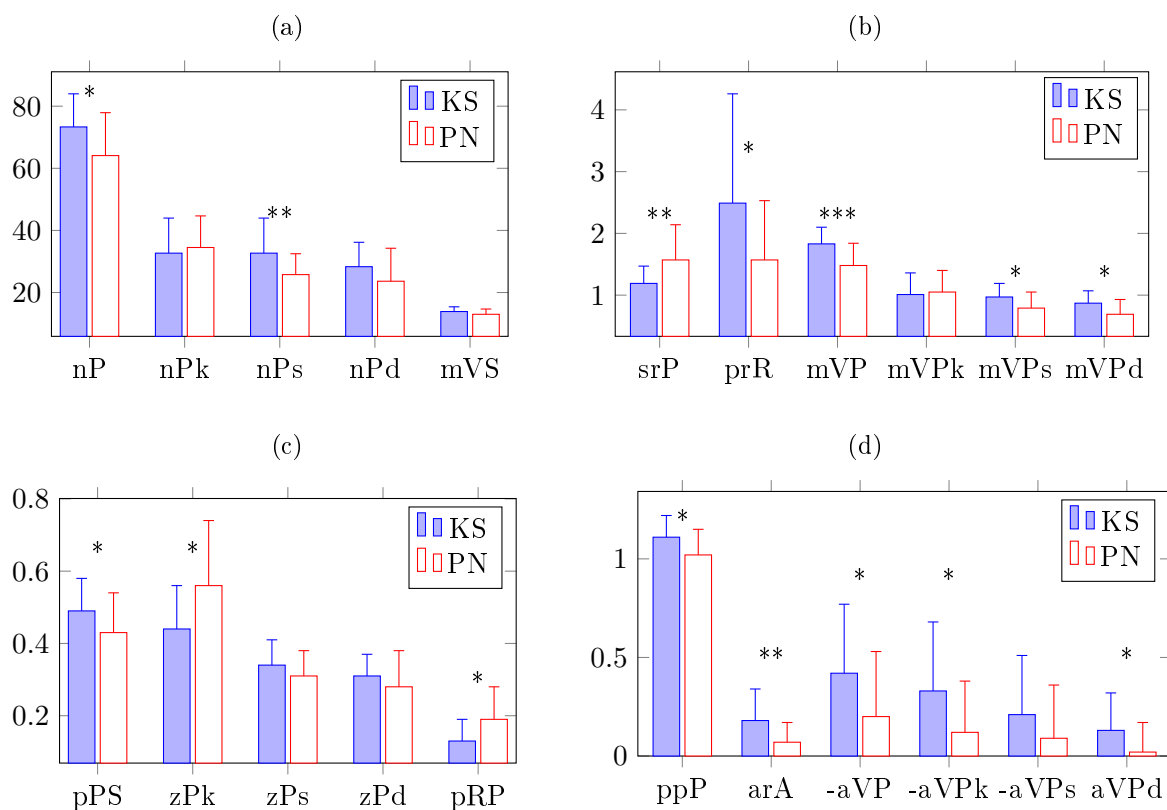 (a)
80
60
40
20
*
**
KS
PN
nP nPk nPs nPd mVS
(b)
4
3
2
1
**
*
***
*
*
KS
PN
srP prR mVP mVPk mVPs mVPd
(c)
0.8
0.6
0.4
0.2
*
*
*
KS
PN
pPS zPk zPs zPd pRP
(d)
1
0.5
0
*
**
*
*
*
KS
PN
ppP arA -aVP -aVPk -aVPs aVPd